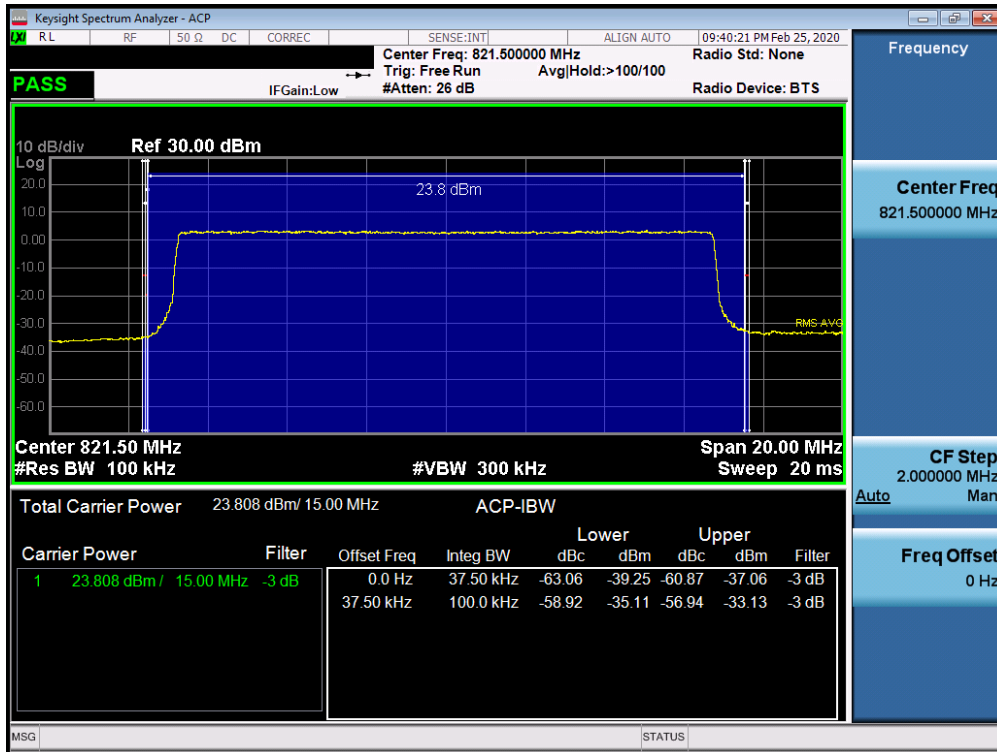 Keysight Spectrum Analyzer - ACP
LXI RL RF 50 Ω DC CORREC SENSE:INT ALIGN AUTO 09:40:21 PM Feb 25, 2020
Center Freq: 821.500000 MHz Radio Std: None
Trig: Free Run Avg|Hold:>100/100
PASS IFGain:Low #Atten: 26 dB Radio Device: BTS
10 dB/div Ref 30.00 dBm
Log
20.0
10.0
0.00
-10.0
-20.0
-30.0
-40.0
-50.0
-60.0
23.8 dBm
RMS AVG
Center 821.50 MHz Span 20.00 MHz
#Res BW 100 kHz #VBW 300 kHz Sweep 20 ms
Total Carrier Power 23.808 dBm/ 15.00 MHz ACP-IBW
Lower Upper
Carrier Power Filter Offset Freq Integ BW dBc dBm dBc dBm Filter
1 23.808 dBm / 15.00 MHz -3 dB 0.0 Hz 37.50 kHz -63.06 -39.25 -60.87 -37.06 -3 dB
37.50 kHz 100.0 kHz -58.92 -35.11 -56.94 -33.13 -3 dB
MSG STATUS
Frequency
Center Freq
821.500000 MHz
CF Step
2.000000 MHz
Auto Man
Freq Offset
0 Hz